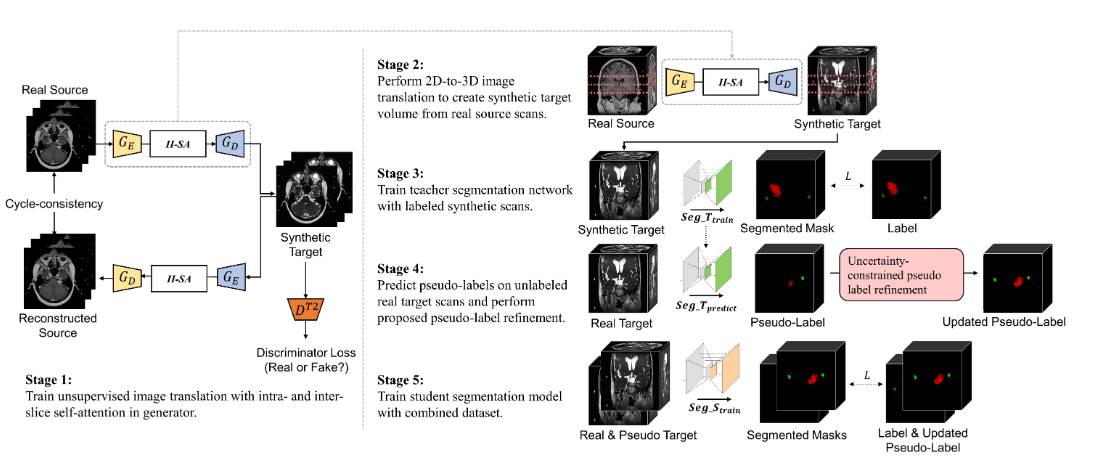 Real Source
G_E
II-SA
G_D
Cycle-consistency
Synthetic
Target
G_D
II-SA
G_E
Reconstructed
Source
D^{T2}
Discriminator Loss
(Real or Fake?)
Stage 1:
Train unsupervised image translation with intra- and inter-
slice self-attention in generator.
Stage 2:
Perform 2D-to-3D image
translation to create synthetic target
volume from real source scans.
G_E
II-SA
G_D
Real Source
Synthetic Target
Stage 3:
Train teacher segmentation network
with labeled synthetic scans.
Synthetic Target
Seg_T_{train}
Segmented Mask
L
Label
Stage 4:
Predict pseudo-labels on unlabeled
real target scans and perform
proposed pseudo-label refinement.
Real Target
Seg_T_{predict}
Pseudo-Label
Uncertainty-
constrained pseudo
label refinement
Updated Pseudo-Label
Stage 5:
Train student segmentation model
with combined dataset.
Real & Pseudo Target
Seg_S_{train}
Segmented Masks
L
Label & Updated
Pseudo-Label